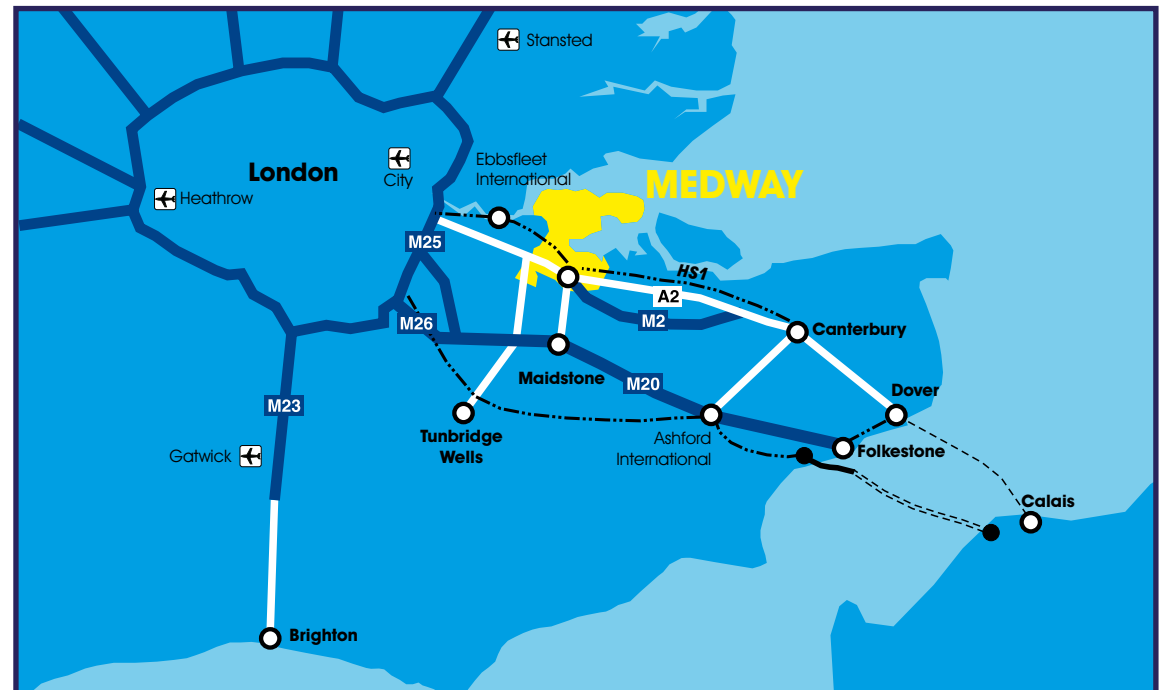 Stansted
Ebbsfleet
International
London
City
MEDWAY
Heathrow
M25
HS1
A2
M26
M2
Canterbury
Maidstone
M20
Dover
M23
Tunbridge
Wells
Ashford
International
Gatwick
Folkestone
Calais
Brighton